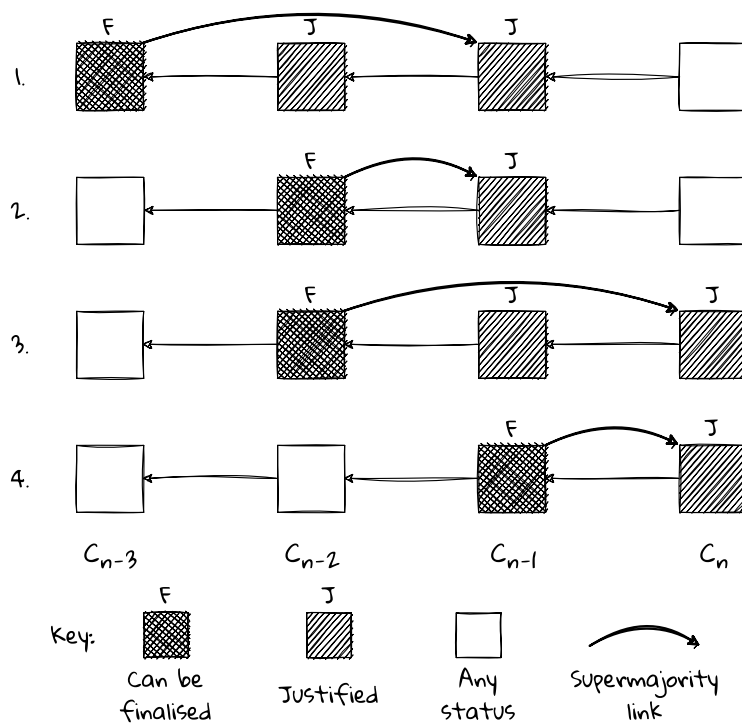 F J J
1.
F J
2.
F J J
3.
F J
4.
Cn-3 Cn-2 Cn-1 Cn
F J
Key:
Can be finalised
Justified
Any status
Supermajority link